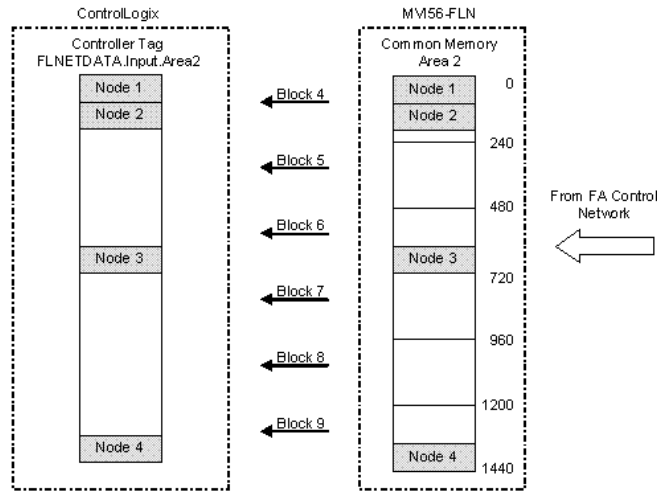 ControlLogix
MVI56-FLN
Controller Tag
FLNETDATA.Input.Area2
Common Memory
Area 2
Node 1
Node 2
Node 3
Node 4
Block 4
Block 5
Block 6
Block 7
Block 8
Block 9
Node 1
Node 2
Node 3
Node 4
0
240
480
720
960
1200
1440
From FA Control
Network